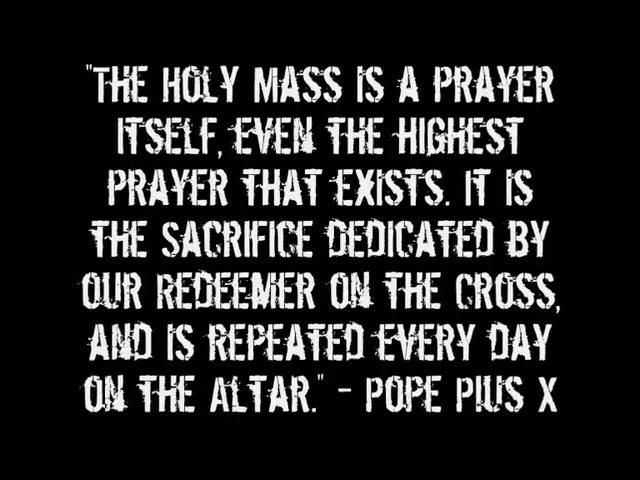 "THE HOLY MASS IS A PRAYER
ITSELF, EVEN THE HIGHEST
PRAYER THAT EXISTS. IT IS
THE SACRIFICE DEDICATED BY
OUR REDEEMER ON THE CROSS,
AND IS REPEATED EVERY DAY
ON THE ALTAR." - POPE PIUS X